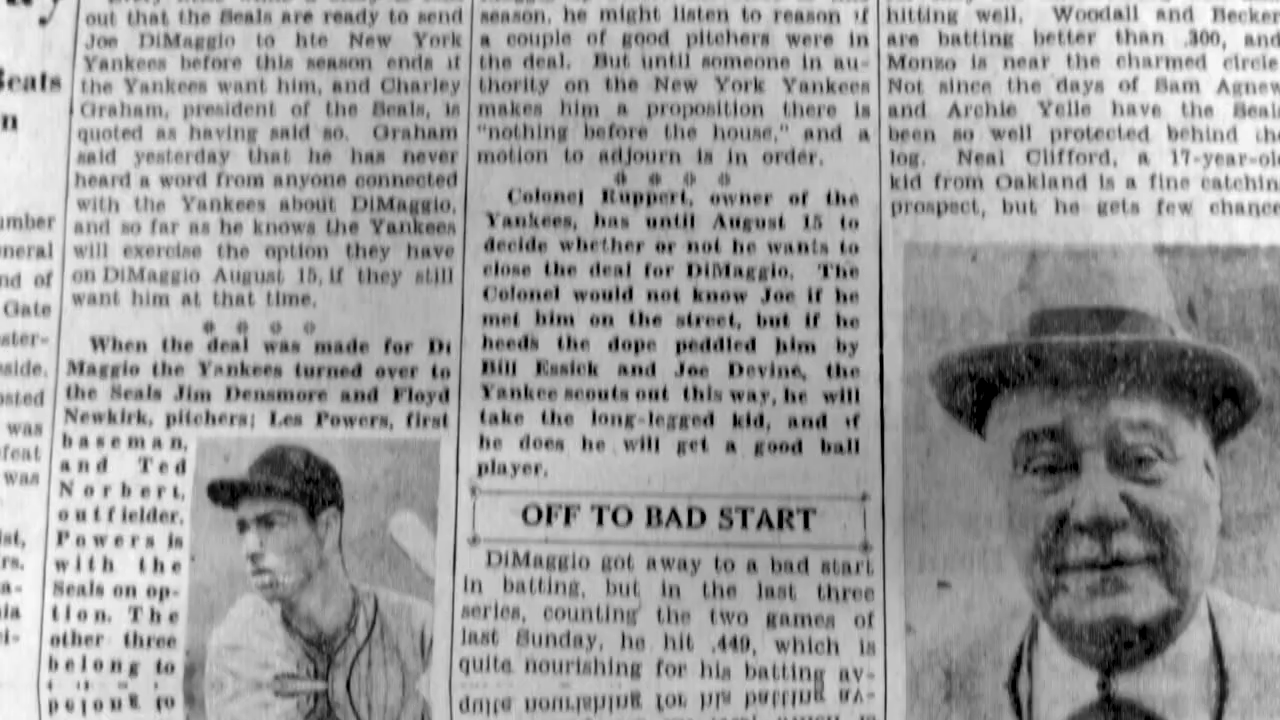 out that the Seals are ready to send
Joe DiMaggio to hte New York
Yankees before this season ends if
the Yankees want him, and Charley
Graham, president of the Seals, is
quoted as having said so. Graham
said yesterday that he has never
heard a word from anyone connected
with the Yankees about DiMaggio,
and so far as he knows the Yankees
will exercise the option they have
on DiMaggio August 15, if they still
want him at that time.
When the deal was made for Di
Maggio the Yankees turned over to
the Seals Jim Densmore and Floyd
Newkirk, pitchers; Les Powers, first
baseman,
and Ted
Norbert,
outfielder.
Powers is
with the
Seals on op-
tion. The
other three
belong to
season, he might listen to reason if
a couple of good pitchers were in
the deal. But until someone in au-
thority on the New York Yankees
makes him a proposition there is
"nothing before the house," and a
motion to adjourn is in order.
Colonel Ruppert, owner of the
Yankees, has until August 15 to
decide whether or not he wants to
close the deal for DiMaggio. The
Colonel would not know Joe if he
met him on the street, but if he
heeds the dope peddled him by
Bill Essick and Joe Devine, the
Yankee scouts out this way, he will
take the long-legged kid, and if
he does he will get a good ball
player.
OFF TO BAD START
DiMaggio got away to a bad start
in batting, but in the last three
series, counting the two games of
last Sunday, he hit .449, which is
quite nourishing for his batting av-
hitting well. Woodall and Becker
are batting better than .300, and
Monzo is near the charmed circle
Not since the days of Sam Agnew
and Archie Yelle have the Seals
been so well protected behind the
log. Neal Clifford, a 17-year-old
kid from Oakland is a fine catchin
prospect, but he gets few chance